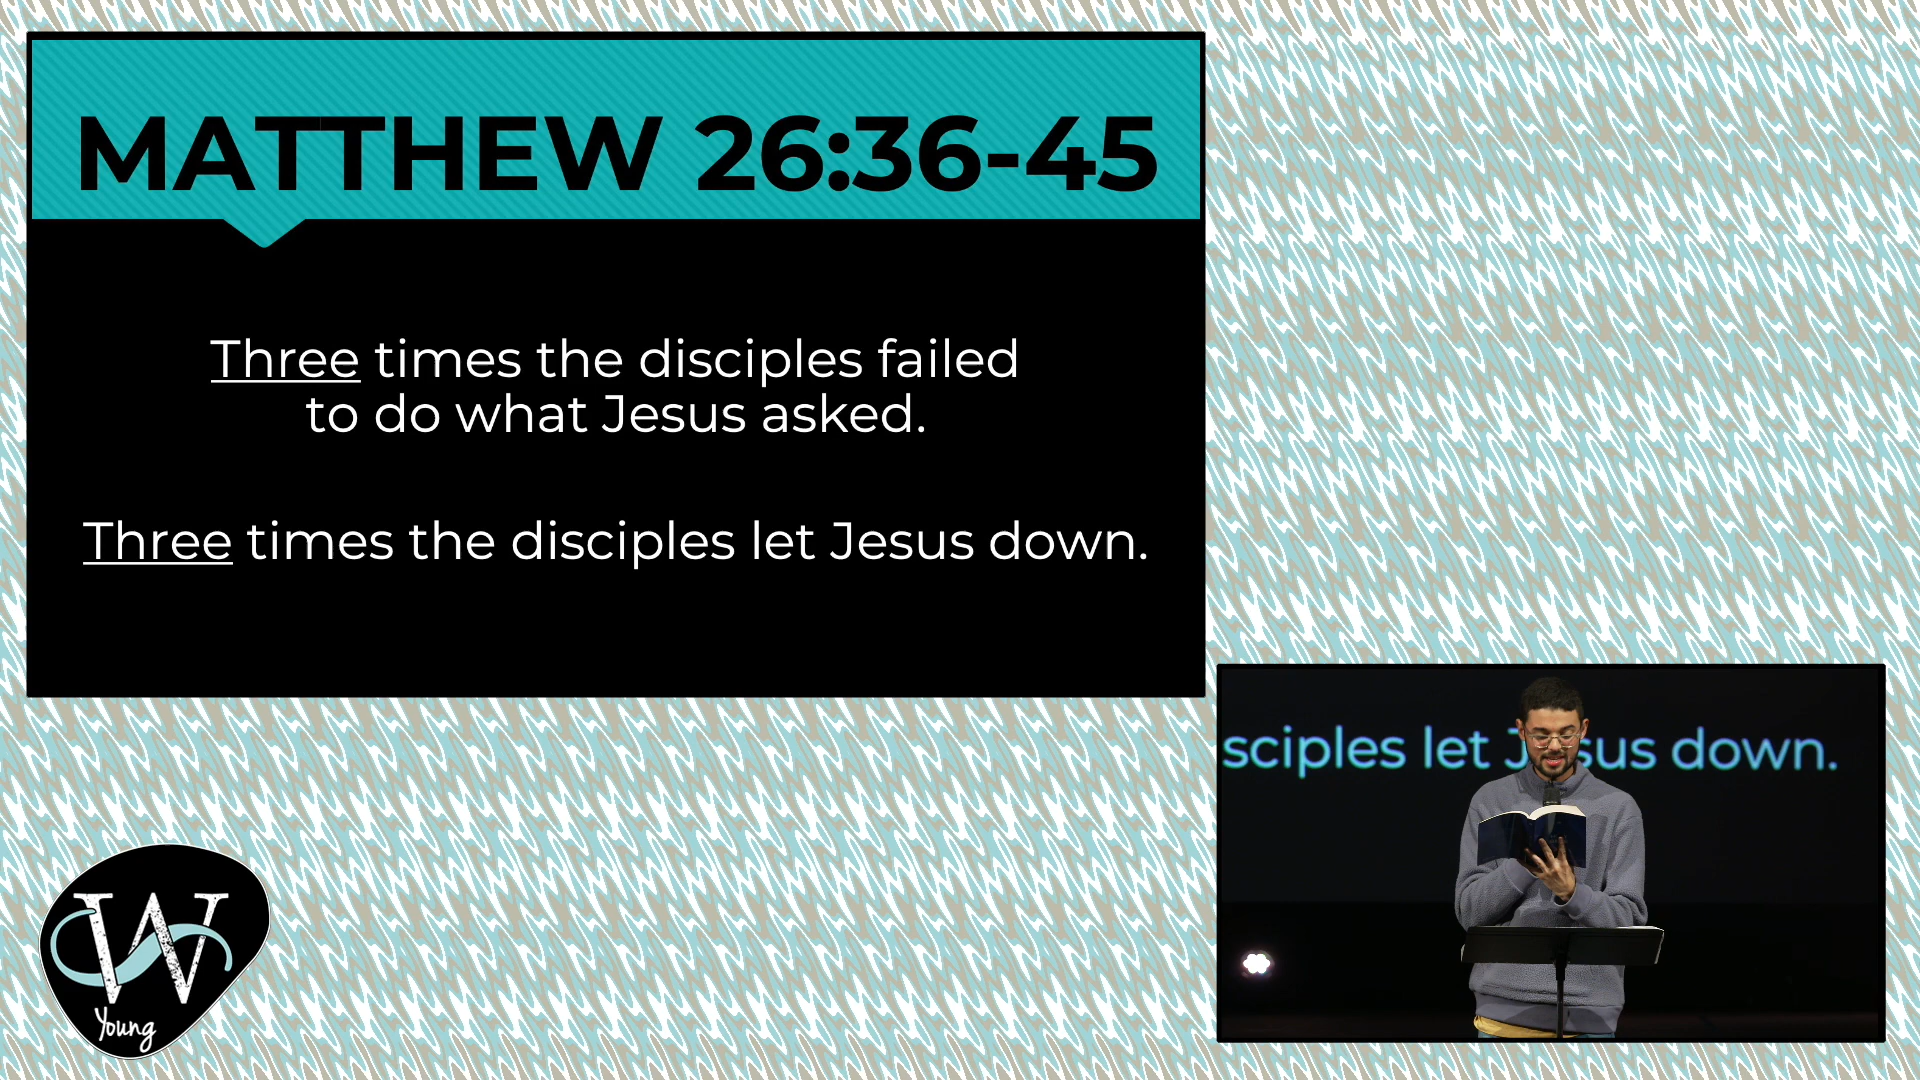 MATTHEW 26:36-45
Three times the disciples failed
to do what Jesus asked.
Three times the disciples let Jesus down.
sciples let J sus down.
W
Young